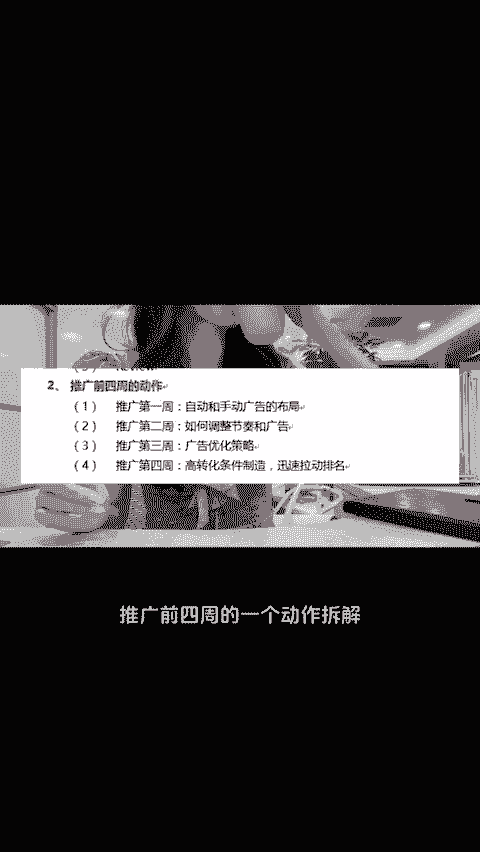 2、 推广前四周的动作
（1） 推广第一周：自动和手动广告的布局
（2） 推广第二周：如何调整节奏和广告
（3） 推广第三周：广告优化策略
（4） 推广第四周：高转化条件制造，迅速拉动排名
推广前四周的一个动作拆解